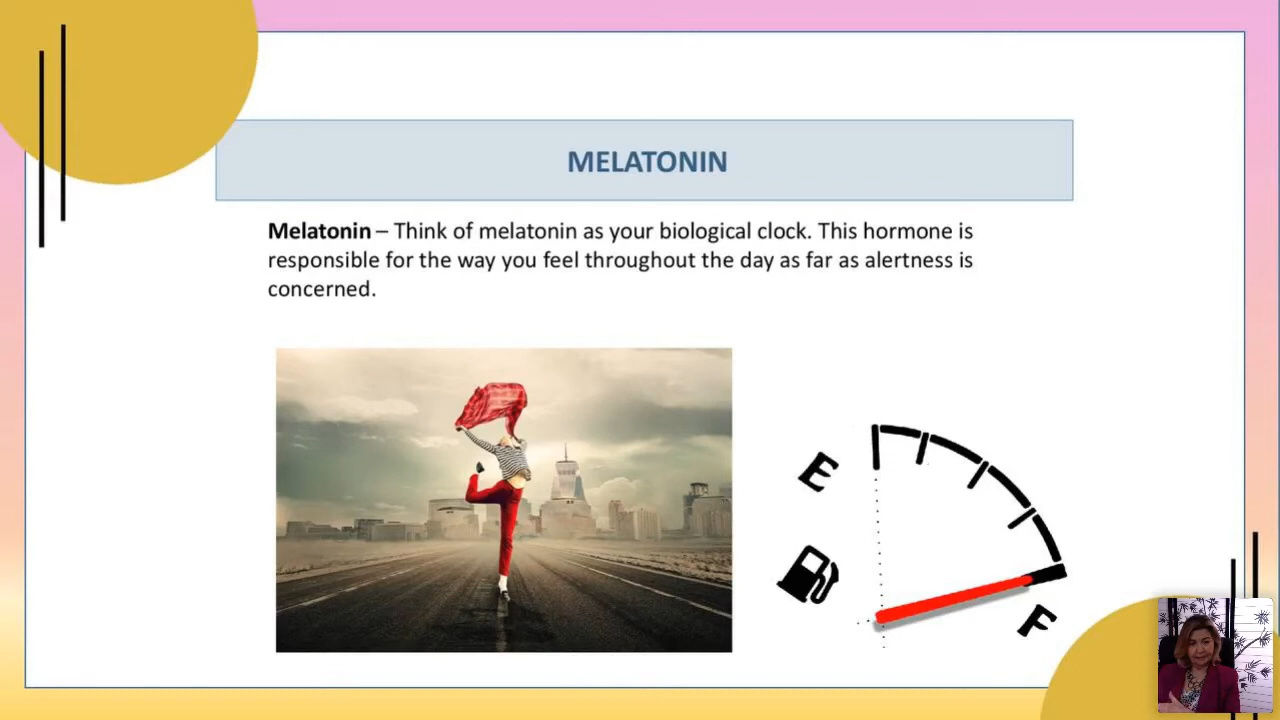 MELATONIN
Melatonin – Think of melatonin as your biological clock. This hormone is
responsible for the way you feel throughout the day as far as alertness is
concerned.
E
F